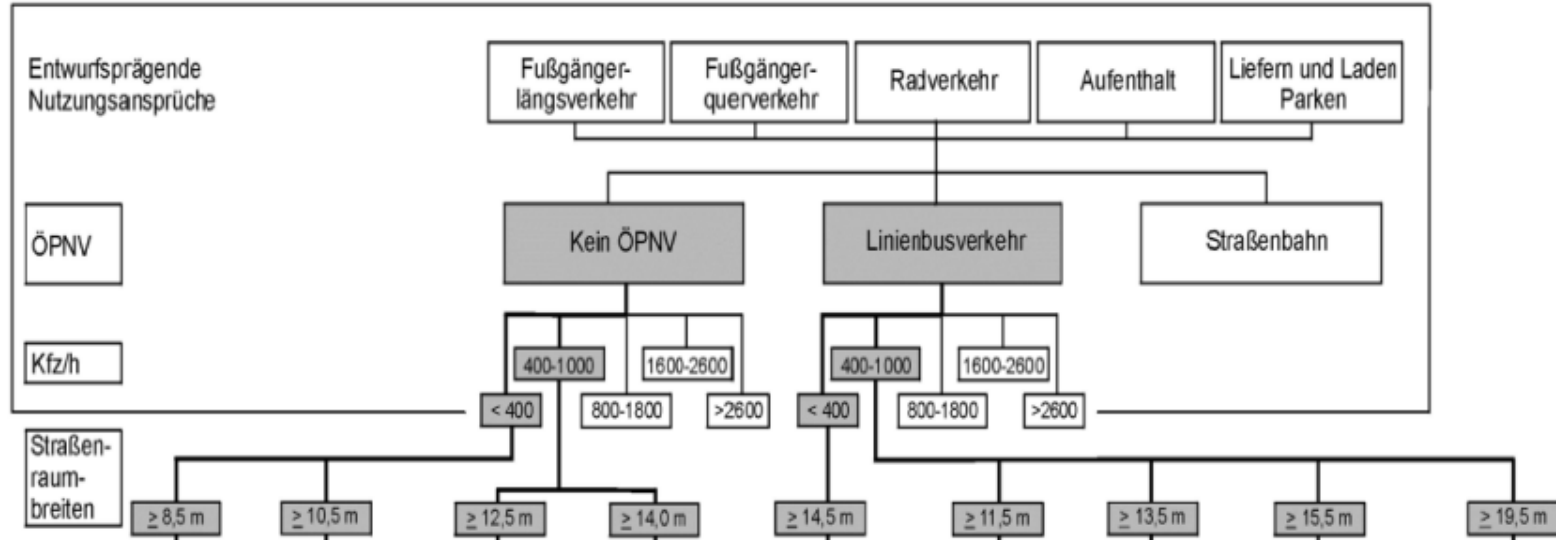 Entwurfsprägende
Nutzungsansprüche
Fußgänger-
längsverkehr
Fußgänger-
querverkehr
Radverkehr
Aufenthalt
Liefern und Laden
Parken
ÖPNV
Kein ÖPNV
Linienbusverkehr
Straßenbahn
Kfz/h
400-1000
1600-2600
400-1000
1600-2600
< 400
800-1800
>2600
< 400
800-1800
>2600
Straßen-
raum-
breiten
≥ 8,5 m
≥ 10,5 m
≥ 12,5 m
≥ 14,0 m
≥ 14,5 m
≥ 11,5 m
≥ 13,5 m
≥ 15,5 m
≥ 19,5 m